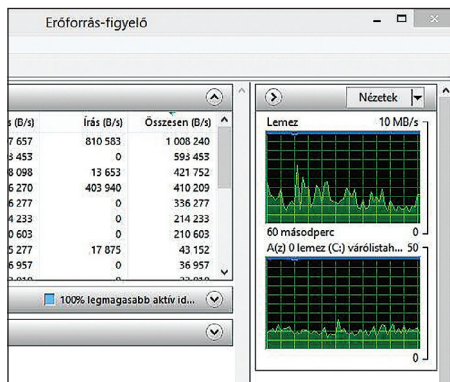 Erőforrás-figyelő
s (B/s) Írás (B/s) Összesen (B/s)
7 657 810 583 1 008 240
3 453 0 593 453
8 098 13 653 421 752
6 270 403 940 410 209
6 277 0 336 277
4 233 0 214 233
0 603 0 210 603
5 277 17 875 43 152
6 957 0 36 957
100% legmagasabb aktív id...
Nézetek
Lemez 10 MB/s
60 másodperc 0
A(z) 0 lemez (C:) várólistah... 50
0